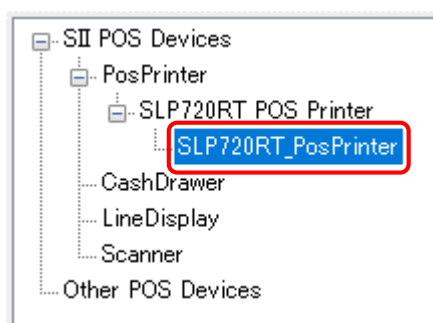 SII POS Devices
PosPrinter
SLP720RT POS Printer
SLP720RT_PosPrinter
CashDrawer
LineDisplay
Scanner
Other POS Devices